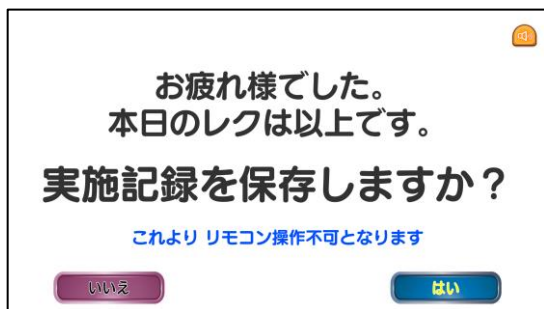 お疲れ様でした。
本日のレクは以上です。
実施記録を保存しますか？
これより リモコン操作不可となります
いいえ
はい